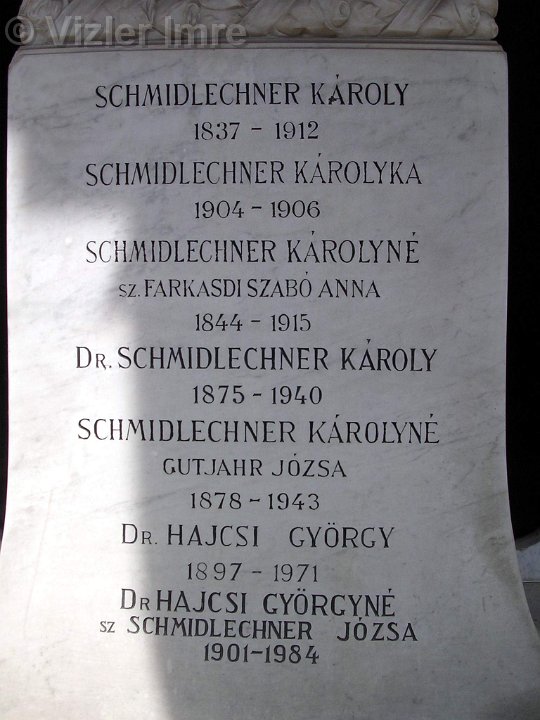 © Vizler Imre
SCHMIDLECHNER KÁROLY
1837 - 1912
SCHMIDLECHNER KÁROLYKA
1904 - 1906
SCHMIDLECHNER KÁROLYNÉ
SZ. FARKASDI SZABÓ ANNA
1844 - 1915
DR. SCHMIDLECHNER KÁROLY
1875 - 1940
SCHMIDLECHNER KÁROLYNÉ
GUTJAHR JÓZSA
1878 - 1943
DR. HAJCSI GYÖRGY
1897 - 1971
DR HAJCSI GYÖRGYNÉ
SZ SCHMIDLECHNER JÓZSA
1901-1984